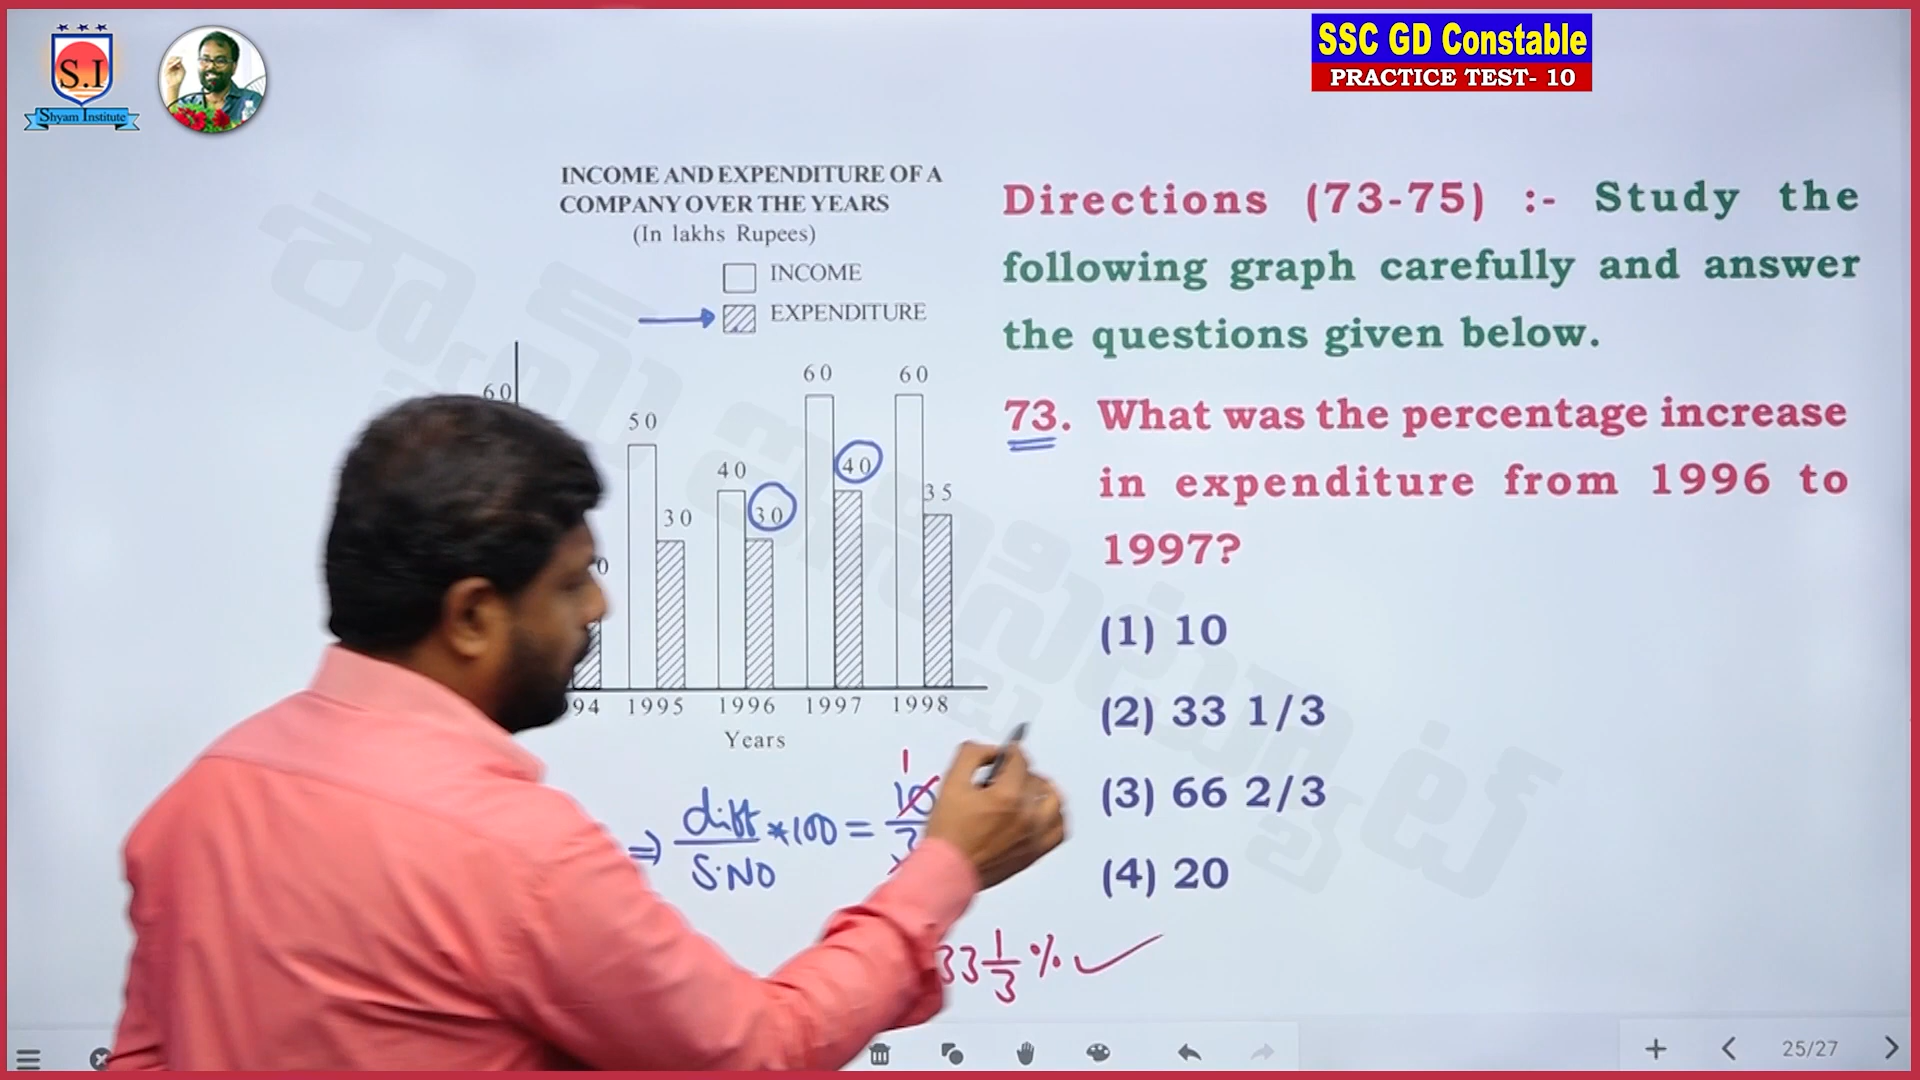 S.I
Shyam Institute
SSC GD Constable
PRACTICE TEST- 10
INCOME AND EXPENDITURE OF A
COMPANY OVER THE YEARS
(In lakhs Rupees)
INCOME
EXPENDITURE
60
50
30
40
30
60
40
60
35
0
94 1995 1996 1997 1998
Years
⇒ diff/S.NO * 100 = 10
1
33 1/3 % ✓
Directions (73-75) :- Study the
following graph carefully and answer
the questions given below.
73. What was the percentage increase
in expenditure from 1996 to
1997?
(1) 10
(2) 33 1/3
(3) 66 2/3
(4) 20
25/27